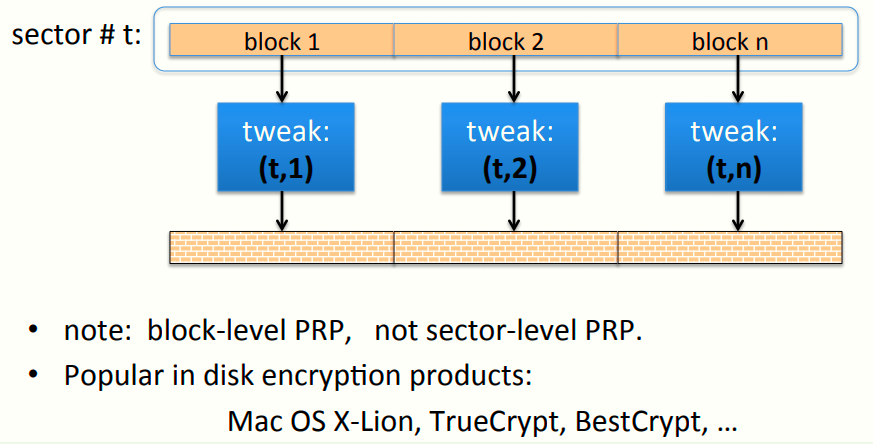 sector # t:
block 1 block 2 block n
tweak: tweak: tweak:
(t,1) (t,2) (t,n)
• note: block-level PRP, not sector-level PRP.
• Popular in disk encryption products:
Mac OS X-Lion, TrueCrypt, BestCrypt, ...